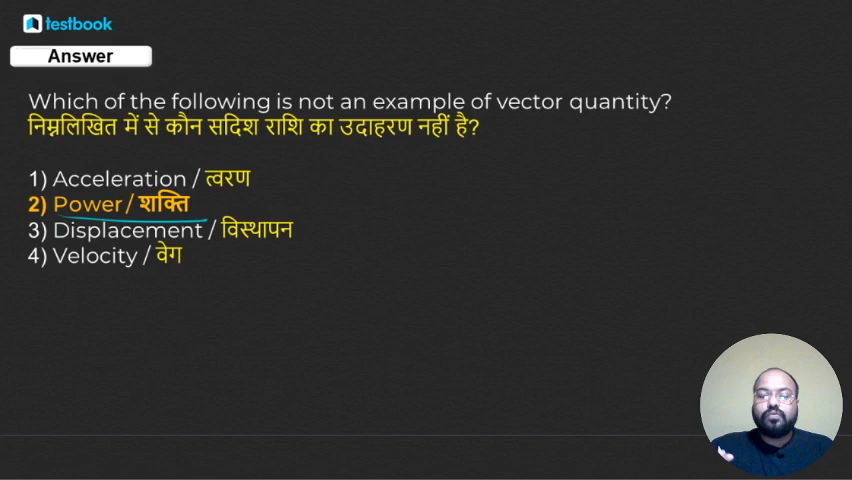 testbook
Answer
Which of the following is not an example of vector quantity?
निम्नलिखित में से कौन सदिश राशि का उदाहरण नहीं है?
1) Acceleration / त्वरण
2) Power / शक्ति
3) Displacement / विस्थापन
4) Velocity / वेग